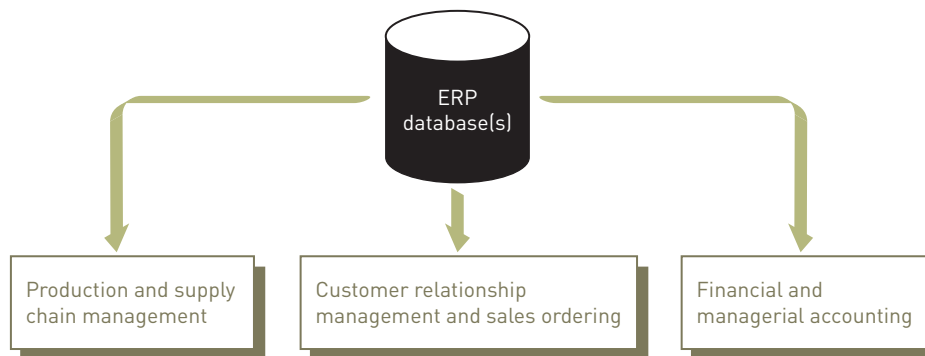 ERP
database(s)
Production and supply
chain management
Customer relationship
management and sales ordering
Financial and
managerial accounting